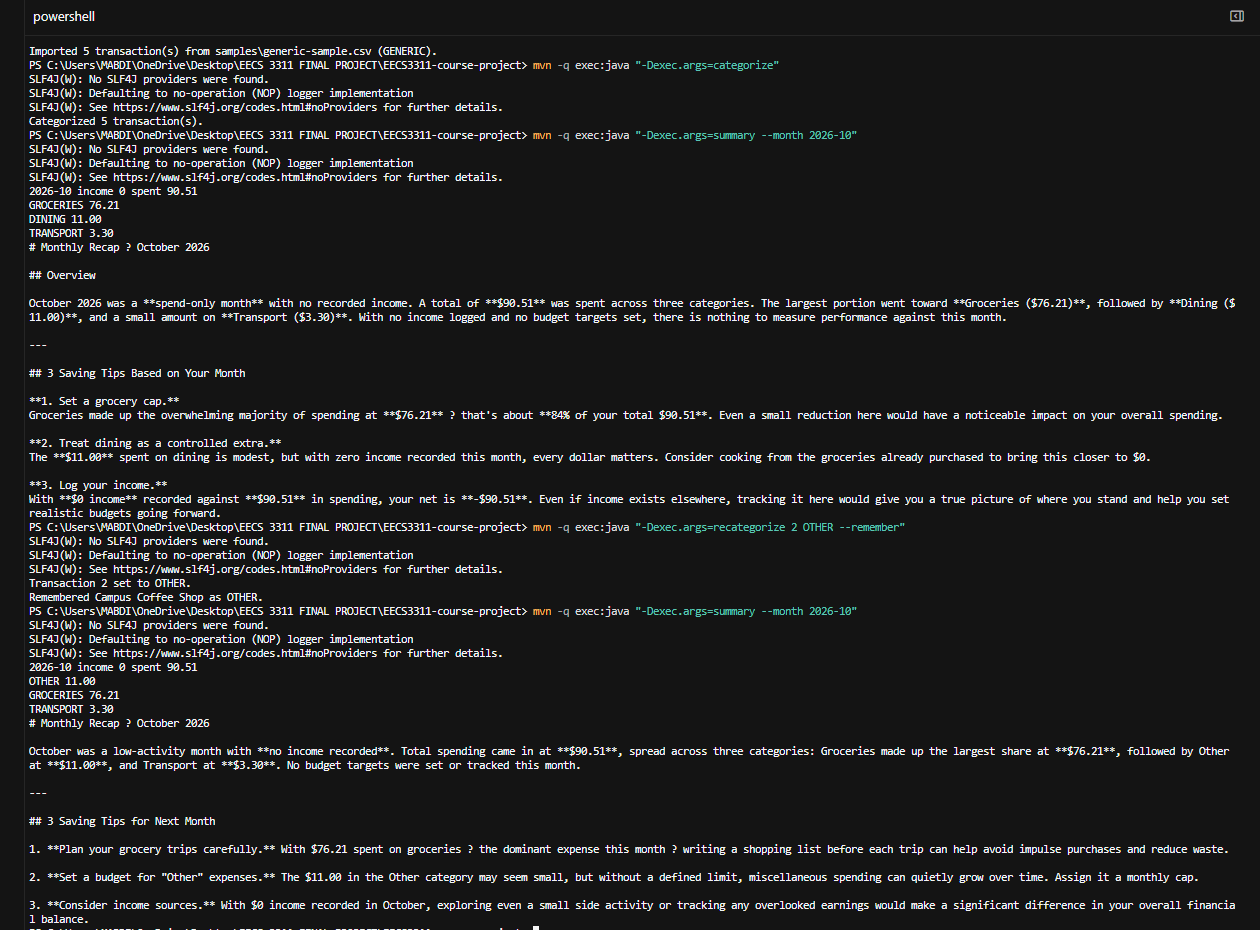 powershell
Imported 5 transaction(s) from samples\generic-sample.csv (GENERIC).
PS C:\Users\MABDI\OneDrive\Desktop\EECS 3311 FINAL PROJECT\EECS3311-course-project> mvn -q exec:java "-Dexec.args=categorize"
SLF4J(W): No SLF4J providers were found.
SLF4J(W): Defaulting to no-operation (NOP) logger implementation
SLF4J(W): See https://www.slf4j.org/codes.html#noProviders for further details.
Categorized 5 transaction(s).
PS C:\Users\MABDI\OneDrive\Desktop\EECS 3311 FINAL PROJECT\EECS3311-course-project> mvn -q exec:java "-Dexec.args=summary --month 2026-10"
SLF4J(W): No SLF4J providers were found.
SLF4J(W): Defaulting to no-operation (NOP) logger implementation
SLF4J(W): See https://www.slf4j.org/codes.html#noProviders for further details.
2026-10 income 0 spent 90.51
GROCERIES 76.21
DINING 11.00
TRANSPORT 3.30
# Monthly Recap ? October 2026
## Overview
October 2026 was a **spend-only month** with no recorded income. A total of **$90.51** was spent across three categories. The largest portion went toward **Groceries ($76.21)**, followed by **Dining ($
11.00)**, and a small amount on **Transport ($3.30)**. With no income logged and no budget targets set, there is nothing to measure performance against this month.
---
## 3 Saving Tips Based on Your Month
**1. Set a grocery cap.**
Groceries made up the overwhelming majority of spending at **$76.21** ? that's about **84% of your total $90.51**. Even a small reduction here would have a noticeable impact on your overall spending.
**2. Treat dining as a controlled extra.**
The **$11.00** spent on dining is modest, but with zero income recorded this month, every dollar matters. Consider cooking from the groceries already purchased to bring this closer to $0.
**3. Log your income.**
With **$0 income** recorded against **$90.51** in spending, your net is **-$90.51**. Even if income exists elsewhere, tracking it here would give you a true picture of where you stand and help you set
realistic budgets going forward.
PS C:\Users\MABDI\OneDrive\Desktop\EECS 3311 FINAL PROJECT\EECS3311-course-project> mvn -q exec:java "-Dexec.args=recategorize 2 OTHER --remember"
SLF4J(W): No SLF4J providers were found.
SLF4J(W): Defaulting to no-operation (NOP) logger implementation
SLF4J(W): See https://www.slf4j.org/codes.html#noProviders for further details.
Transaction 2 set to OTHER.
Remembered Campus Coffee Shop as OTHER.
PS C:\Users\MABDI\OneDrive\Desktop\EECS 3311 FINAL PROJECT\EECS3311-course-project> mvn -q exec:java "-Dexec.args=summary --month 2026-10"
SLF4J(W): No SLF4J providers were found.
SLF4J(W): Defaulting to no-operation (NOP) logger implementation
SLF4J(W): See https://www.slf4j.org/codes.html#noProviders for further details.
2026-10 income 0 spent 90.51
OTHER 11.00
GROCERIES 76.21
TRANSPORT 3.30
# Monthly Recap ? October 2026
October was a low-activity month with **no income recorded**. Total spending came in at **$90.51**, spread across three categories: Groceries made up the largest share at **$76.21**, followed by Other
at **$11.00**, and Transport at **$3.30**. No budget targets were set or tracked this month.
---
## 3 Saving Tips for Next Month
1. **Plan your grocery trips carefully.** With $76.21 spent on groceries ? the dominant expense this month ? writing a shopping list before each trip can help avoid impulse purchases and reduce waste.
2. **Set a budget for "Other" expenses.** The $11.00 in the Other category may seem small, but without a defined limit, miscellaneous spending can quietly grow over time. Assign it a monthly cap.
3. **Consider income sources.** With $0 income recorded in October, exploring even a small side activity or tracking any overlooked earnings would make a significant difference in your overall financia
l balance.